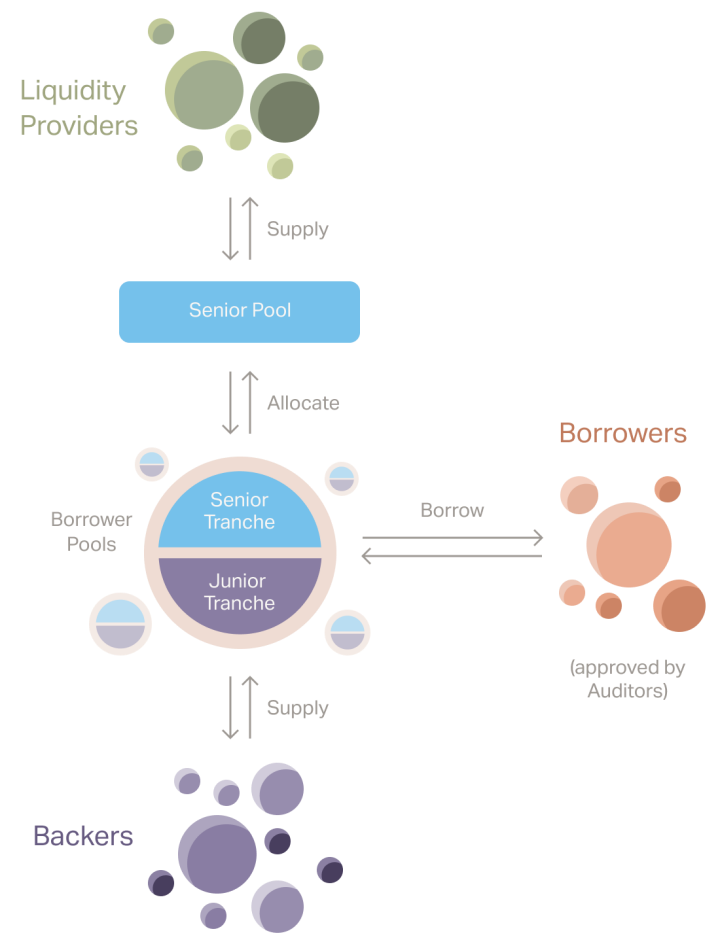 Liquidity
Providers
Supply
Senior Pool
Allocate
Borrowers
Senior
Tranche
Borrower
Pools
Borrow
Junior
Tranche
(approved by
Auditors)
Supply
Backers